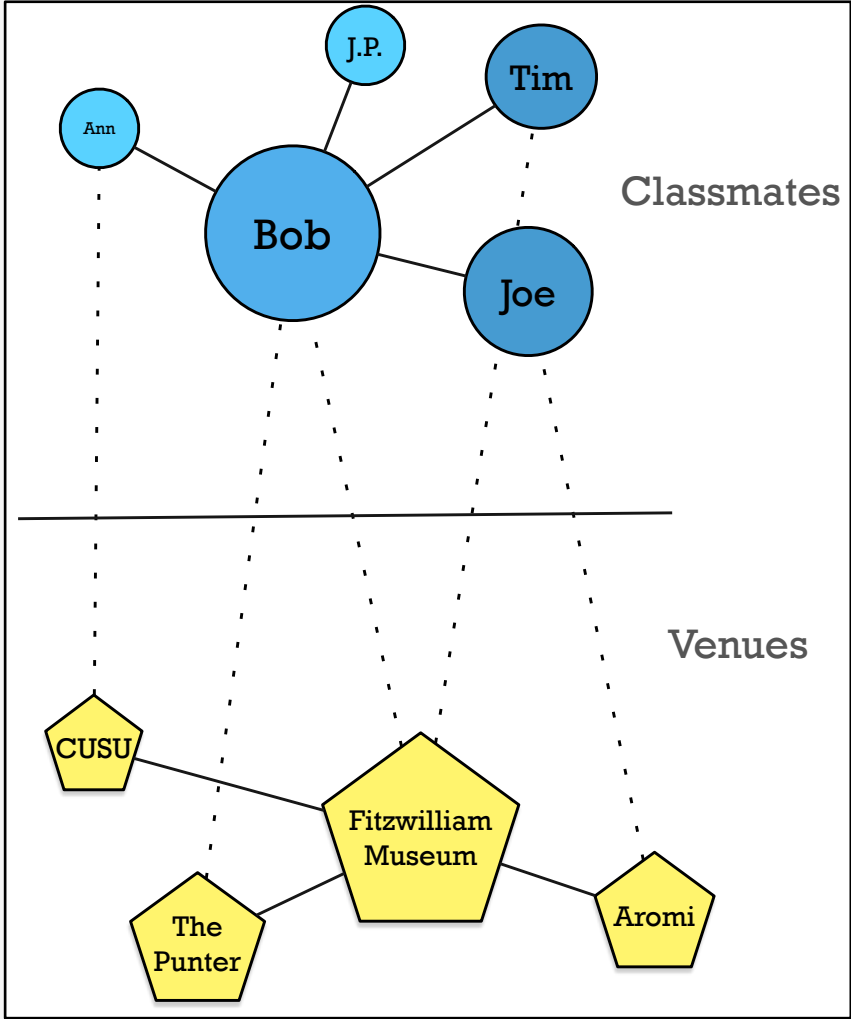 J.P.
Tim
Ann
Classmates
Bob
Joe
Venues
CUSU
Fitzwilliam
Museum
The
Punter
Aromi